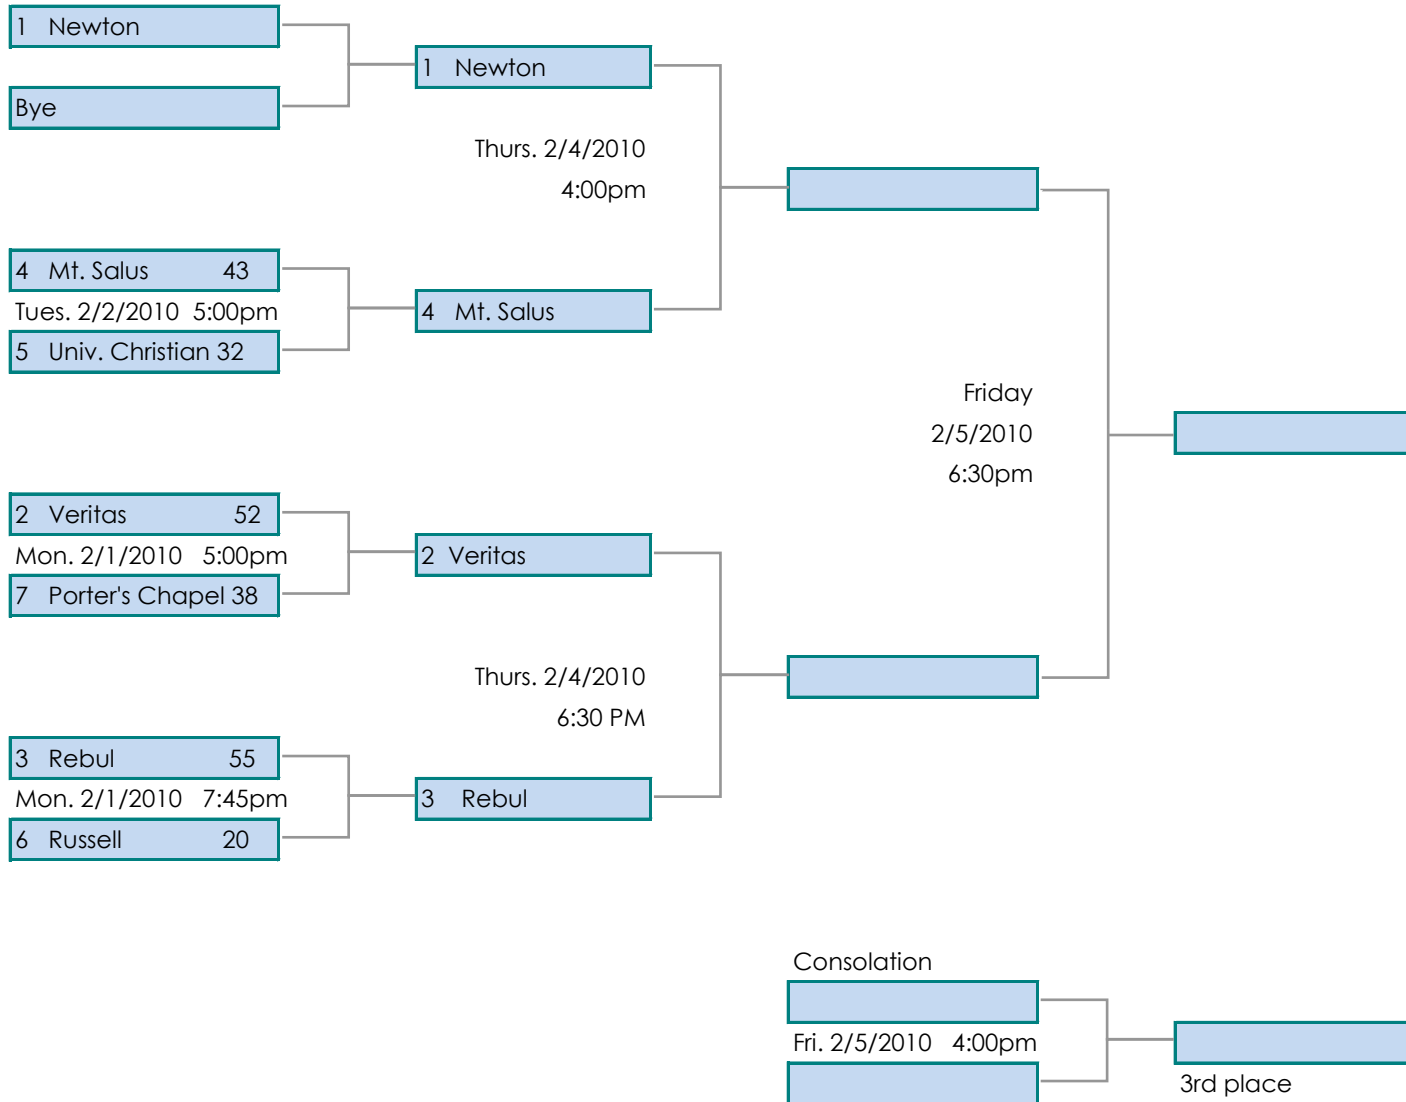 1 Newton
Bye
1 Newton
Thurs. 2/4/2010
4:00pm
4 Mt. Salus 43
Tues. 2/2/2010 5:00pm
5 Univ. Christian 32
4 Mt. Salus
Friday
2/5/2010
6:30pm
2 Veritas 52
Mon. 2/1/2010 5:00pm
7 Porter's Chapel 38
2 Veritas
Thurs. 2/4/2010
6:30 PM
3 Rebul 55
Mon. 2/1/2010 7:45pm
6 Russell 20
3 Rebul
Consolation
Fri. 2/5/2010 4:00pm
3rd place